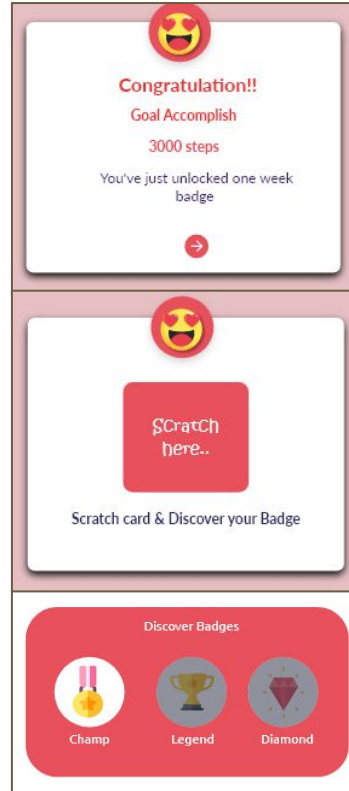 Congratulation!!
Goal Accomplish
3000 steps
You've just unlocked one week
badge
Scratch
here..
Scratch card & Discover your Badge
Discover Badges
Champ Legend Diamond